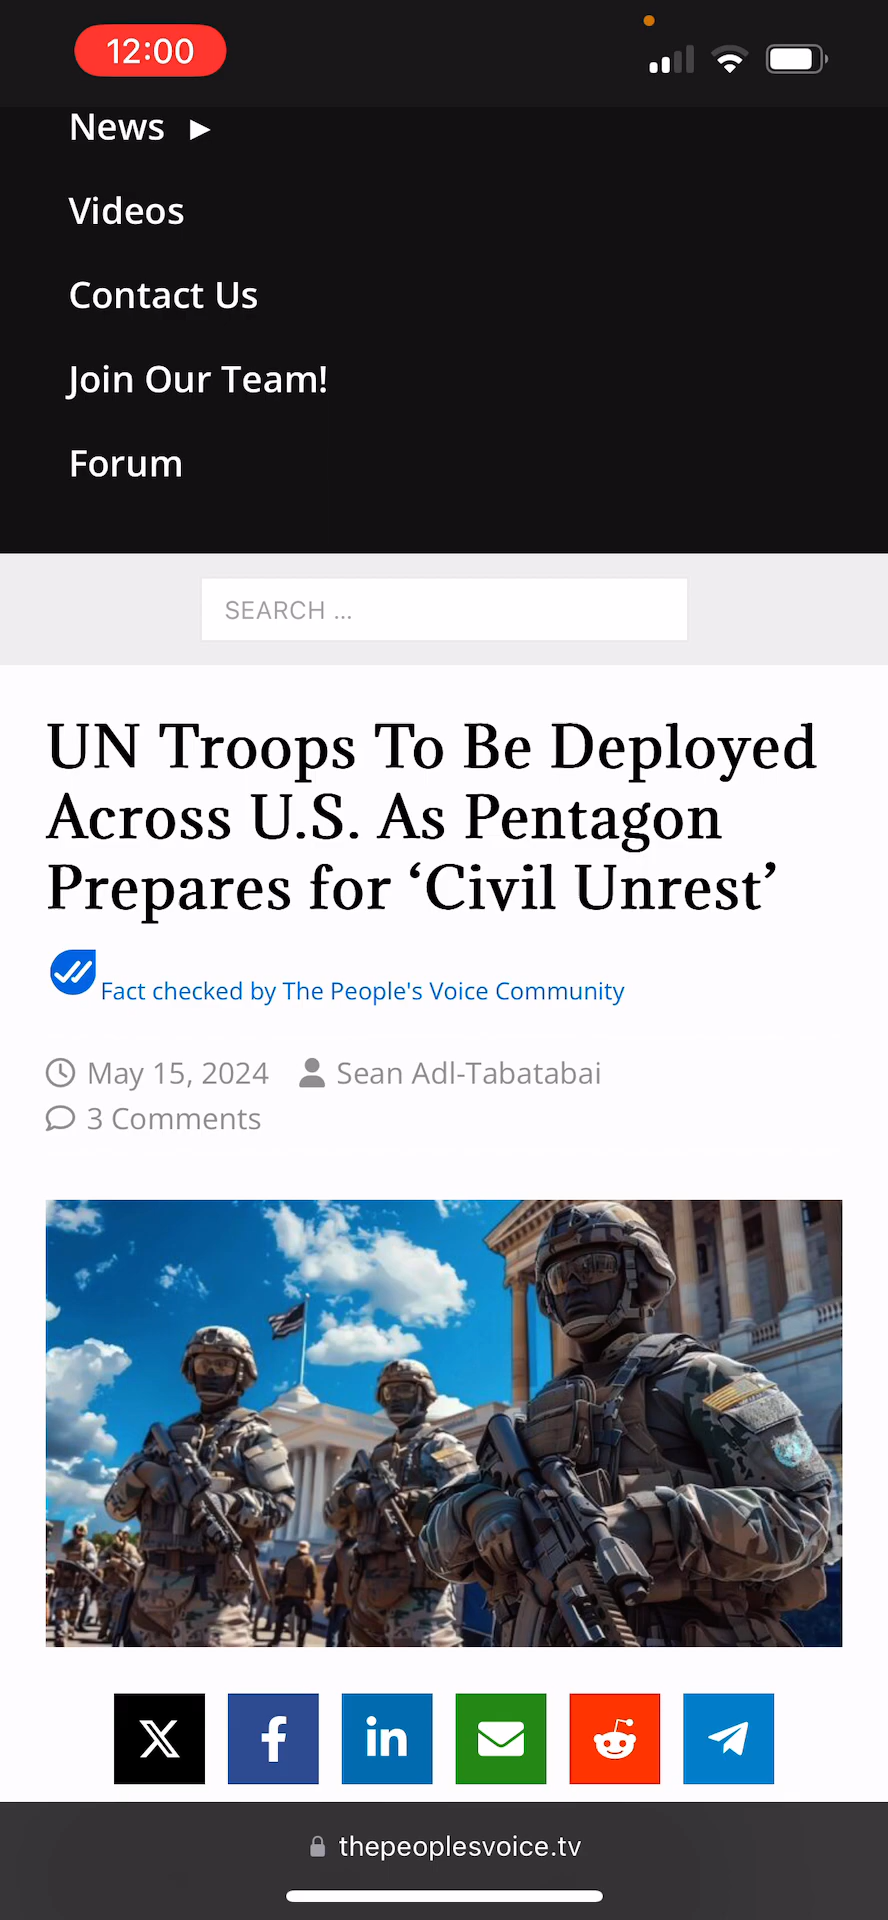 12:00
News ►
Videos
Contact Us
Join Our Team!
Forum
SEARCH ...
UN Troops To Be Deployed
Across U.S. As Pentagon
Prepares for ‘Civil Unrest’
Fact checked by The People's Voice Community
May 15, 2024 Sean Adl-Tabatabai
3 Comments
X
f
in
thepeoplesvoice.tv